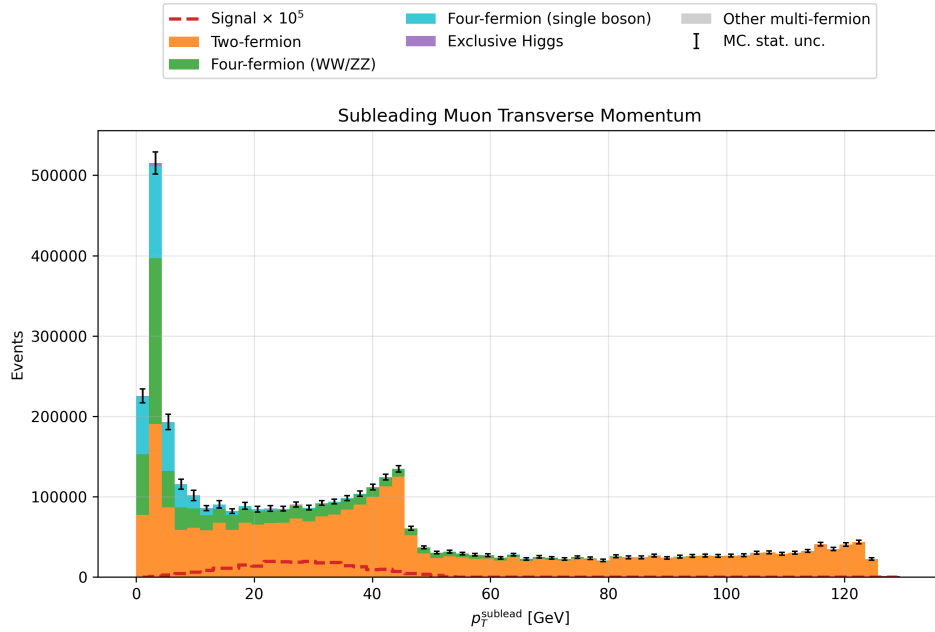 Signal × 10⁵
Two-fermion
Four-fermion (WW/ZZ)
Four-fermion (single boson)
Exclusive Higgs
Other multi-fermion
MC. stat. unc.
Subleading Muon Transverse Momentum
Events
500000
400000
300000
200000
100000
0
0 20 40 60 80 100 120
p_T^sublead [GeV]